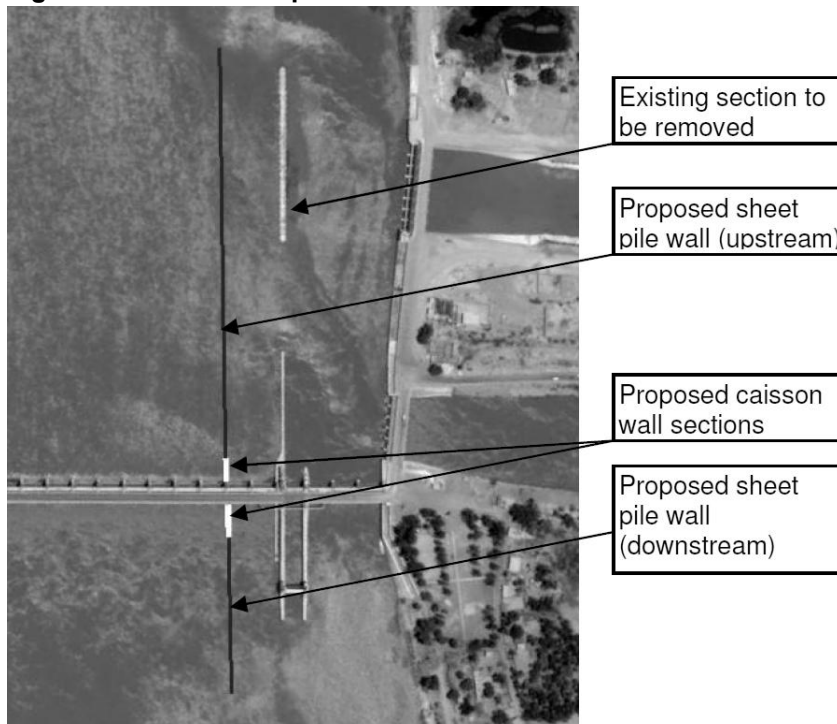 Existing section to
be removed
Proposed sheet
pile wall (upstream)
Proposed caisson
wall sections
Proposed sheet
pile wall
(downstream)